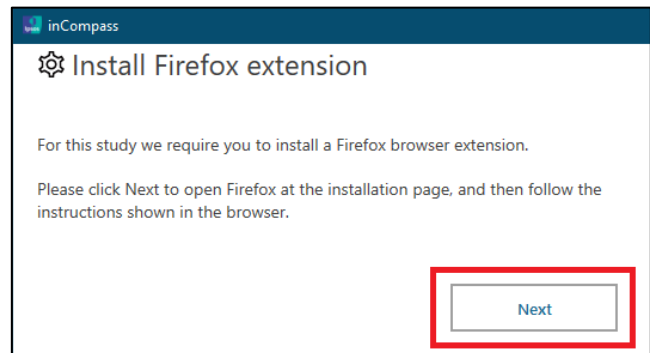 inCompass
Install Firefox extension
For this study we require you to install a Firefox browser extension.
Please click Next to open Firefox at the installation page, and then follow the
instructions shown in the browser.
Next